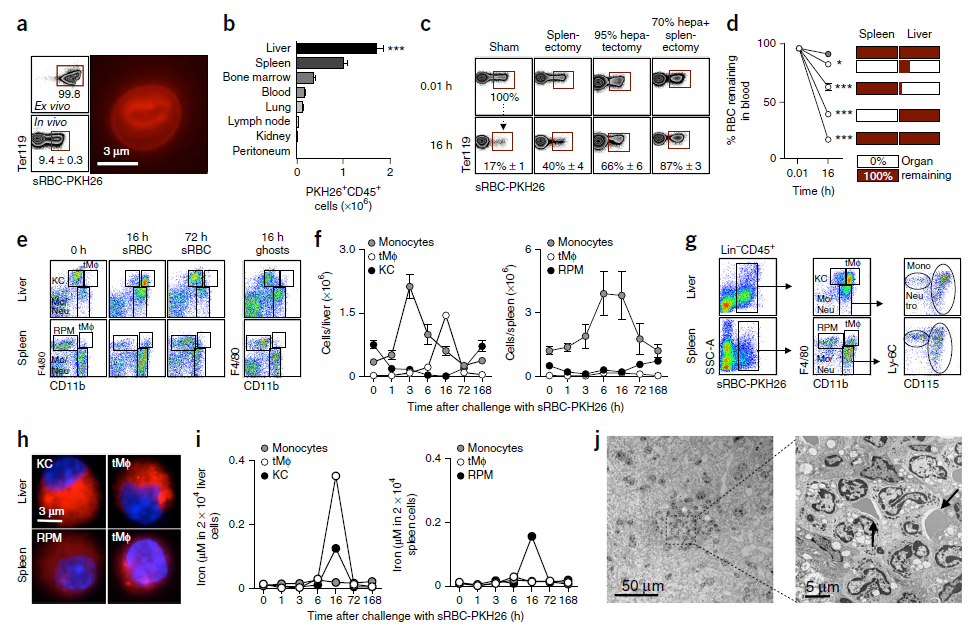 a
99.8
Ex vivo
In vivo
9.4 ± 0.3
Ter119
sRBC-PKH26
3 μm
b
Liver
***
Spleen
Bone marrow
Blood
Lung
Lymph node
Kidney
Peritoneum
0 1 2
PKH26+CD45+
cells (×10⁶)
c
Sham
Splen-
ectomy
95% hepa-
tectomy
70% hepa+
splen-
ectomy
0.01 h
100%
16 h
17% ± 1
40% ± 4
66% ± 6
87% ± 3
Ter119
sRBC-PKH26
d
% RBC remaining
in blood
100
50
0
0.01 16
Time (h)
*
***
***
***
Spleen Liver
0% Organ
100% remaining
e
0 h
16 h
sRBC
72 h
sRBC
16 h
ghosts
Liver
KC
tMϕ
Mo/
Neu
Spleen
RPM
tMϕ
Mo/
Neu
F4/80
CD11b
F4/80
CD11b
f
Monocytes
tMϕ
KC
3.0
1.5
0
Cells/liver (×10⁶)
0 1 3 6 16 72 168
Monocytes
tMϕ
RPM
6
3
0
Cells/spleen (×10⁶)
0 1 3 6 16 72 168
Time after challenge with sRBC-PKH26 (h)
g
Lin⁻CD45⁺
Liver
Spleen
SSC-A
sRBC-PKH26
KC
tMϕ
Mo/
Neu
RPM
tMϕ
Mo/
Neu
F4/80
CD11b
Mono
Neu
tro
Ly-6C
CD115
h
Liver
KC
3 μm
tMϕ
Spleen
RPM
tMϕ
i
Monocytes
tMϕ
KC
0.4
0.2
0
Iron (μM in 2 × 10⁴ liver
cells)
0 1 3 6 16 72 168
Monocytes
tMϕ
RPM
0.4
0.2
0
Iron (μM in 2 × 10⁴
spleen cells)
0 1 3 6 16 72 168
Time after challenge with sRBC-PKH26 (h)
j
50 μm
5 μm